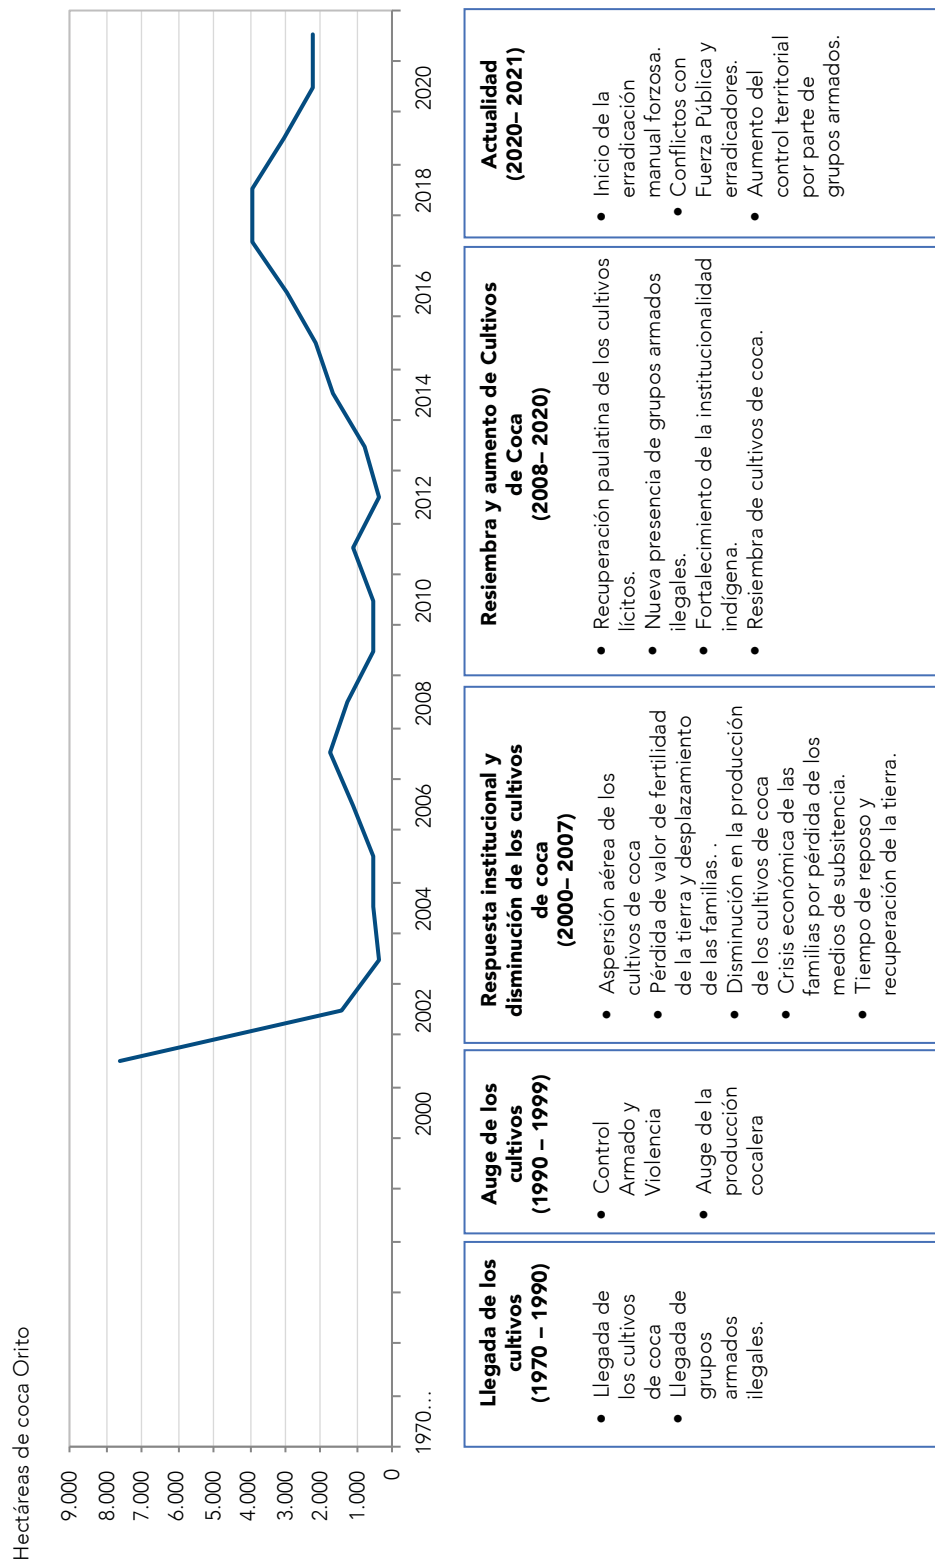 Hectáreas de coca Orito
9.000
8.000
7.000
6.000
5.000
4.000
3.000
2.000
1.000
0
1970...
2000
2002
2004
2006
2008
2010
2012
2014
2016
2018
2020
Llegada de los
cultivos
(1970 – 1990)
• Llegada de
los cultivos
de coca
• Llegada de
grupos
armados
ilegales.
Auge de los
cultivos
(1990 – 1999)
• Control
Armado y
Violencia
• Auge de la
producción
cocalera
Respuesta institucional y
disminución de los cultivos
de coca
(2000– 2007)
• Aspersión aérea de los
cultivos de coca
• Pérdida de valor de fertilidad
de la tierra y desplazamiento
de las familias. .
• Disminución en la producción
de los cultivos de coca
• Crisis económica de las
familias por pérdida de los
medios de subsitencia.
• Tiempo de reposo y
recuperación de la tierra.
Resiembra y aumento de Cultivos
de Coca
(2008– 2020)
• Recuperación paulatina de los cultivos
lícitos.
• Nueva presencia de grupos armados
ilegales.
• Fortalecimiento de la institucionalidad
indígena.
• Resiembra de cultivos de coca.
Actualidad
(2020– 2021)
• Inicio de la
erradicación
manual forzosa.
• Conflictos con
Fuerza Pública y
erradicadores.
• Aumento del
control territorial
por parte de
grupos armados.